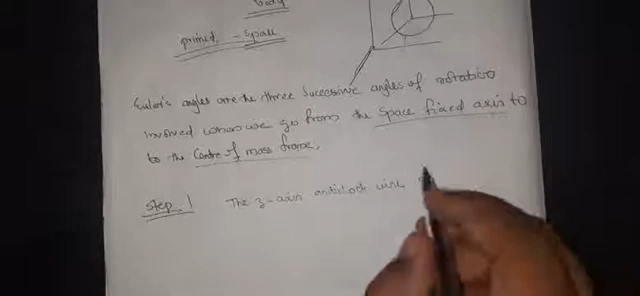 body
primed - space
Euler's angles are the three successive angles of rotation
involved when we go from the space fixed axis to
to the centre of mass frame.
Step 1 The z-axis anticlock wise